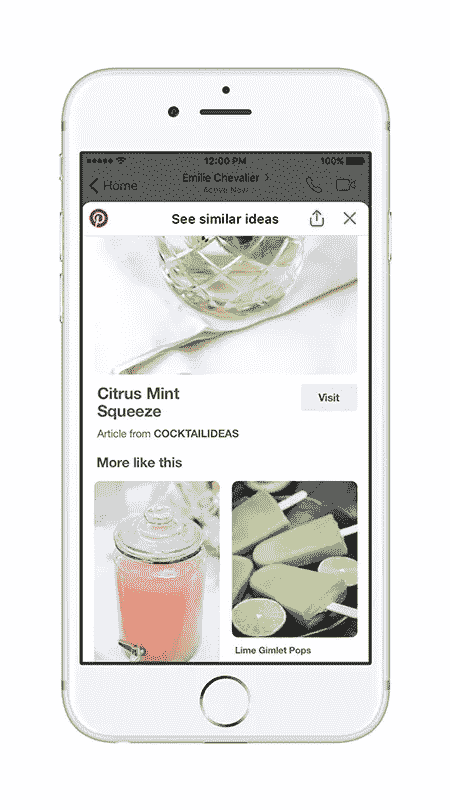 12:00 PM
100%
Home
Emilie Chevalier
Active Now
See similar ideas
Citrus Mint
Squeeze
Visit
Article from COCKTAILIDEAS
More like this
Lime Gimlet Pops